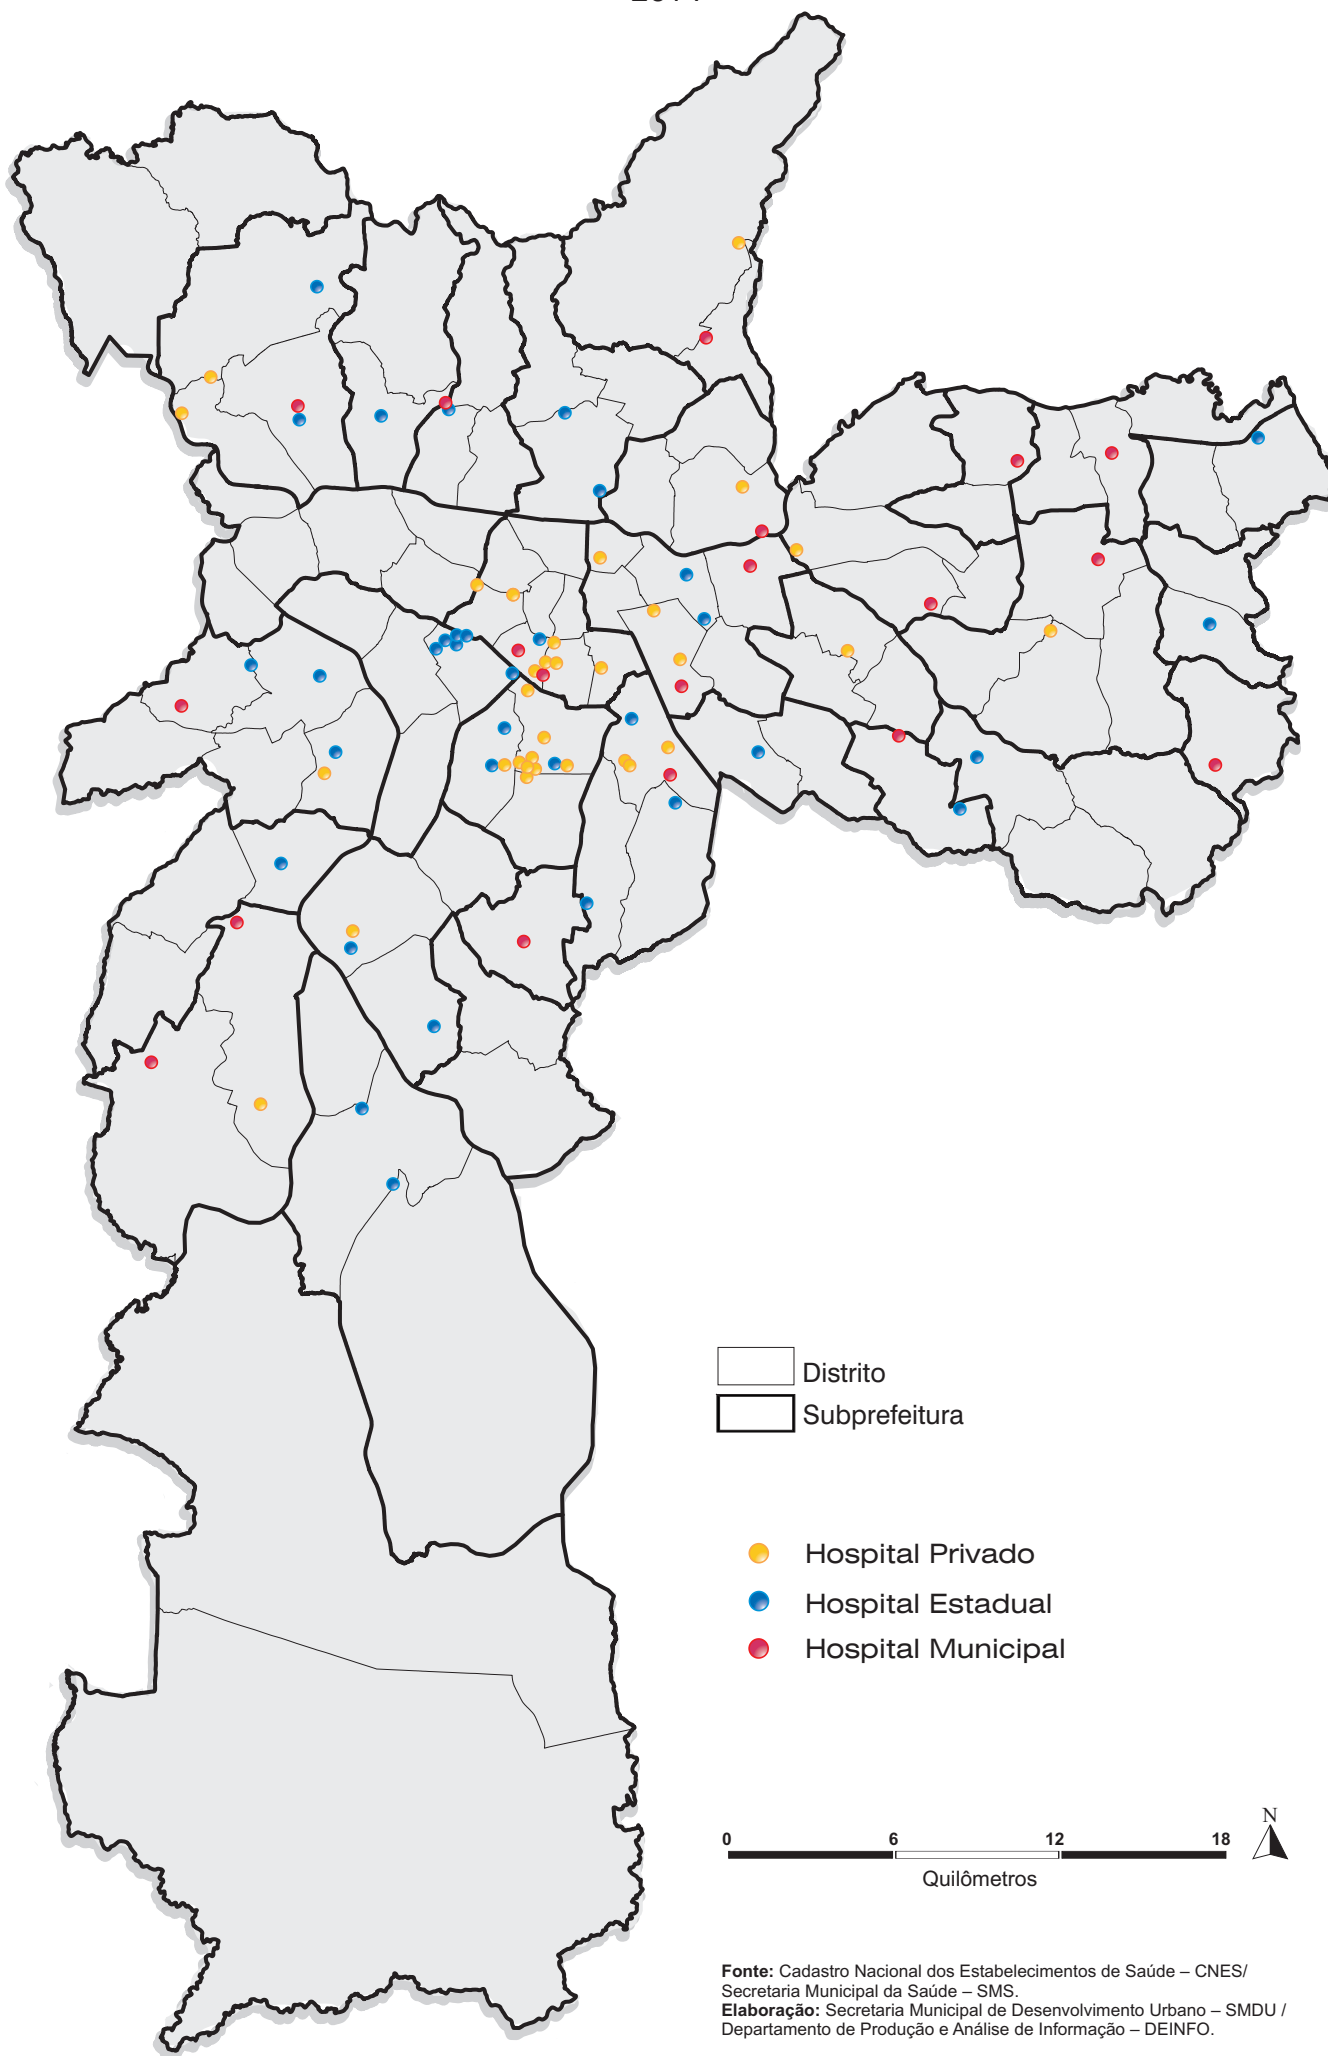 Distrito
Subprefeitura
Hospital Privado
Hospital Estadual
Hospital Municipal
0 6 12 18
N
Quilômetros
Fonte: Cadastro Nacional dos Estabelecimentos de Saúde – CNES/
Secretaria Municipal da Saúde – SMS.
Elaboração: Secretaria Municipal de Desenvolvimento Urbano – SMDU /
Departamento de Produção e Análise de Informação – DEINFO.